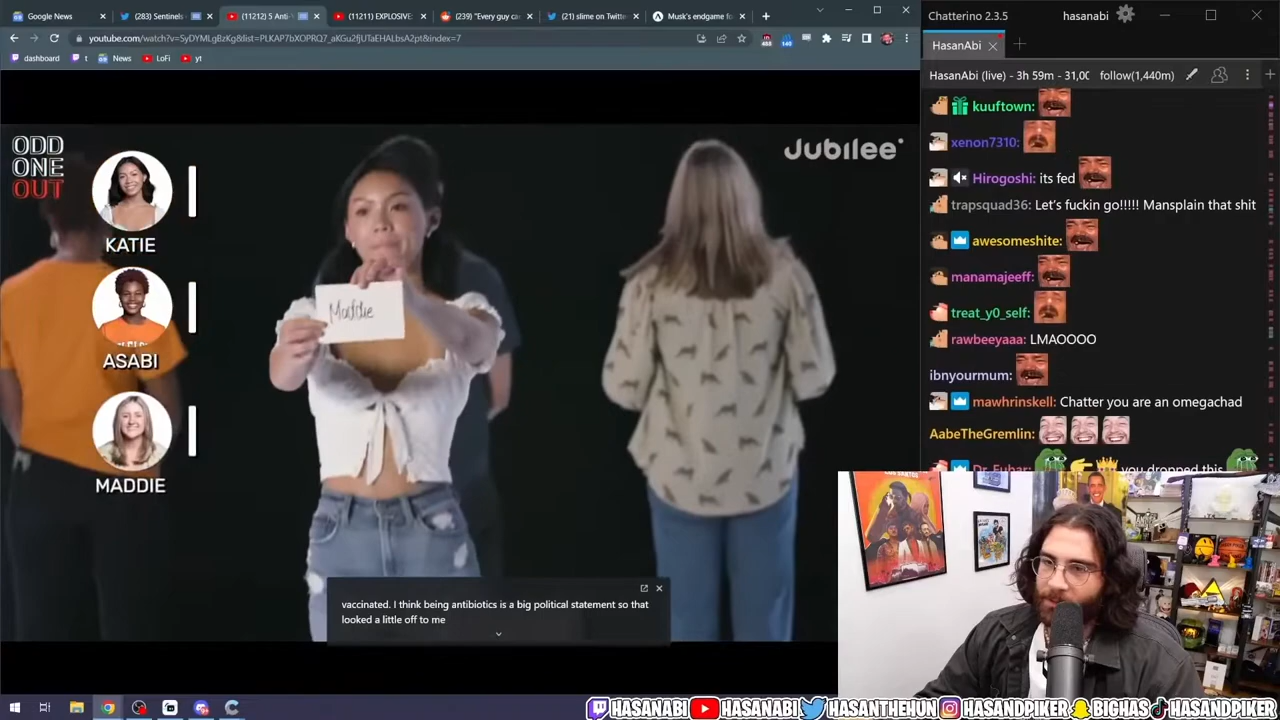 Google News
(283) Sentinels
(11212) 5 Anti-V
(11211) EXPLOSIVE:
(239) "Every guy ca
(21) slime on Twitte
Musk's endgame fo
youtube.com/watch?v=SyDYMLgBzKg&list=PLKAP7bXOPRQ7_aKGu2fjUTaEHALbsA2pt&index=7
dashboard
t
News
LoFi
yt
ODD
ONE
OUT
KATIE
ASABI
MADDIE
Jubilee
Maddie
vaccinated. I think being antibiotics is a big political statement so that
looked a little off to me
Chatterino 2.3.5
hasanabi
HasanAbi
HasanAbi (live) - 3h 59m - 31,0
follow(1,440m)
kuuftown:
xenon7310:
Hirogoshi: its fed
trapsquad36: Let's fuckin go!!!!! Mansplain that shit
awesomeshite:
manamajeeff:
treat_y0_self:
rawbeeyaaa: LMAOOOO
ibnyourmum:
mawhrinskell: Chatter you are an omegachad
AabeTheGremlin:
Dr_Fubar: you dropped this
HASANABI HASANABI HASANTHEHUN HASANDPIKER BIGHAS HASANDPIKER